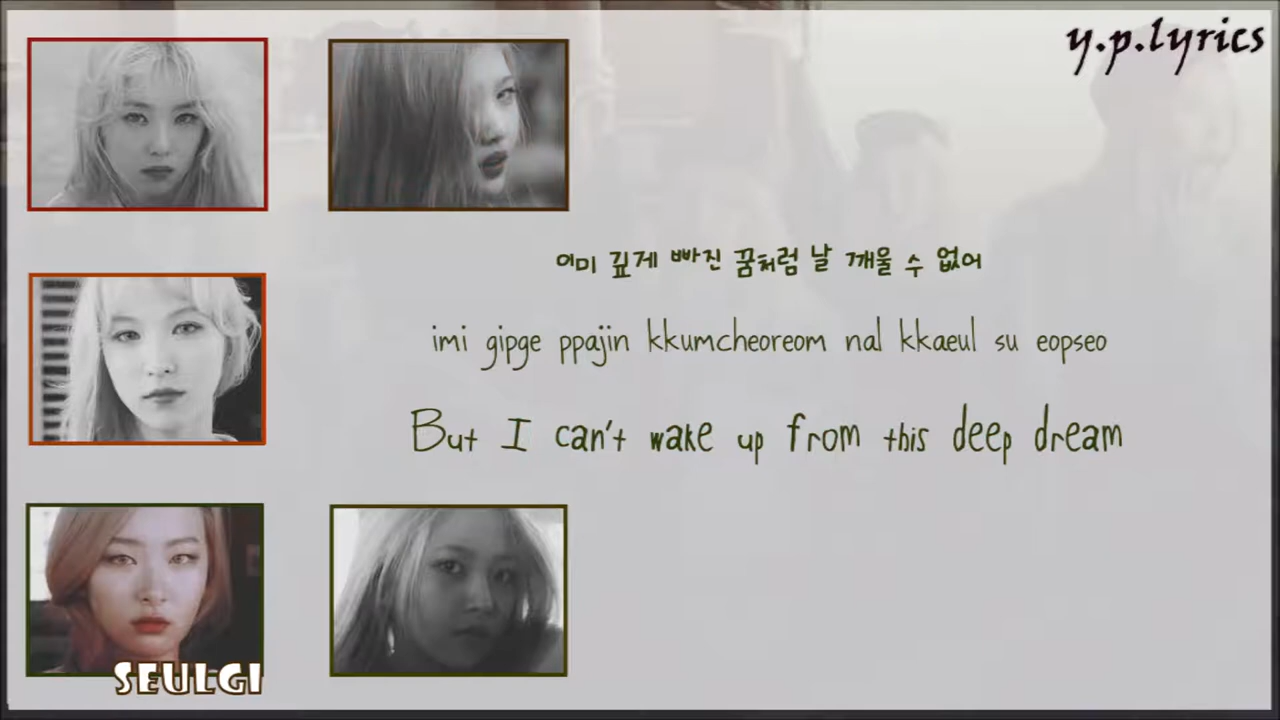 y.p.lyrics
이미 깊게 빠진 꿈처럼 날 깨울 수 없어
imi gipge ppajin kkumcheoreom nal kkaeul su eopseo
But I can't wake up from this deep dream
SEULGI